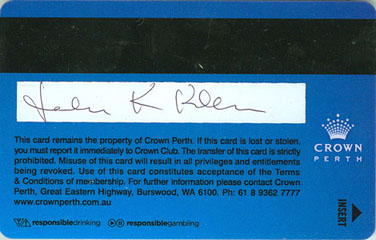 John K Klem
This card remains the property of Crown Perth. If this card is lost or stolen,
you must report it immediately to Crown Club. The transfer of this card is strictly
prohibited. Misuse of this card will result in all privileges and entitlements
being revoked. Use of this card constitutes acceptance of the Terms
& Conditions of membership. For further information please contact Crown
Perth, Great Eastern Highway, Burswood, WA 6100. Ph: 61 8 9362 7777
www.crownperth.com.au
responsibledrinking responsiblegambling
CROWN
PERTH
INSERT